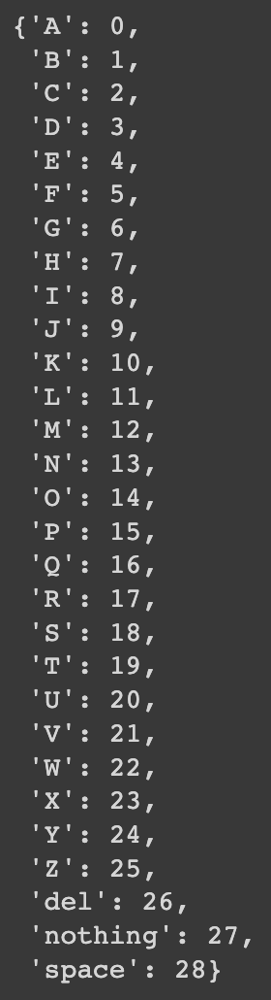 {'A': 0,
'B': 1,
'C': 2,
'D': 3,
'E': 4,
'F': 5,
'G': 6,
'H': 7,
'I': 8,
'J': 9,
'K': 10,
'L': 11,
'M': 12,
'N': 13,
'O': 14,
'P': 15,
'Q': 16,
'R': 17,
'S': 18,
'T': 19,
'U': 20,
'V': 21,
'W': 22,
'X': 23,
'Y': 24,
'Z': 25,
'del': 26,
'nothing': 27,
'space': 28}